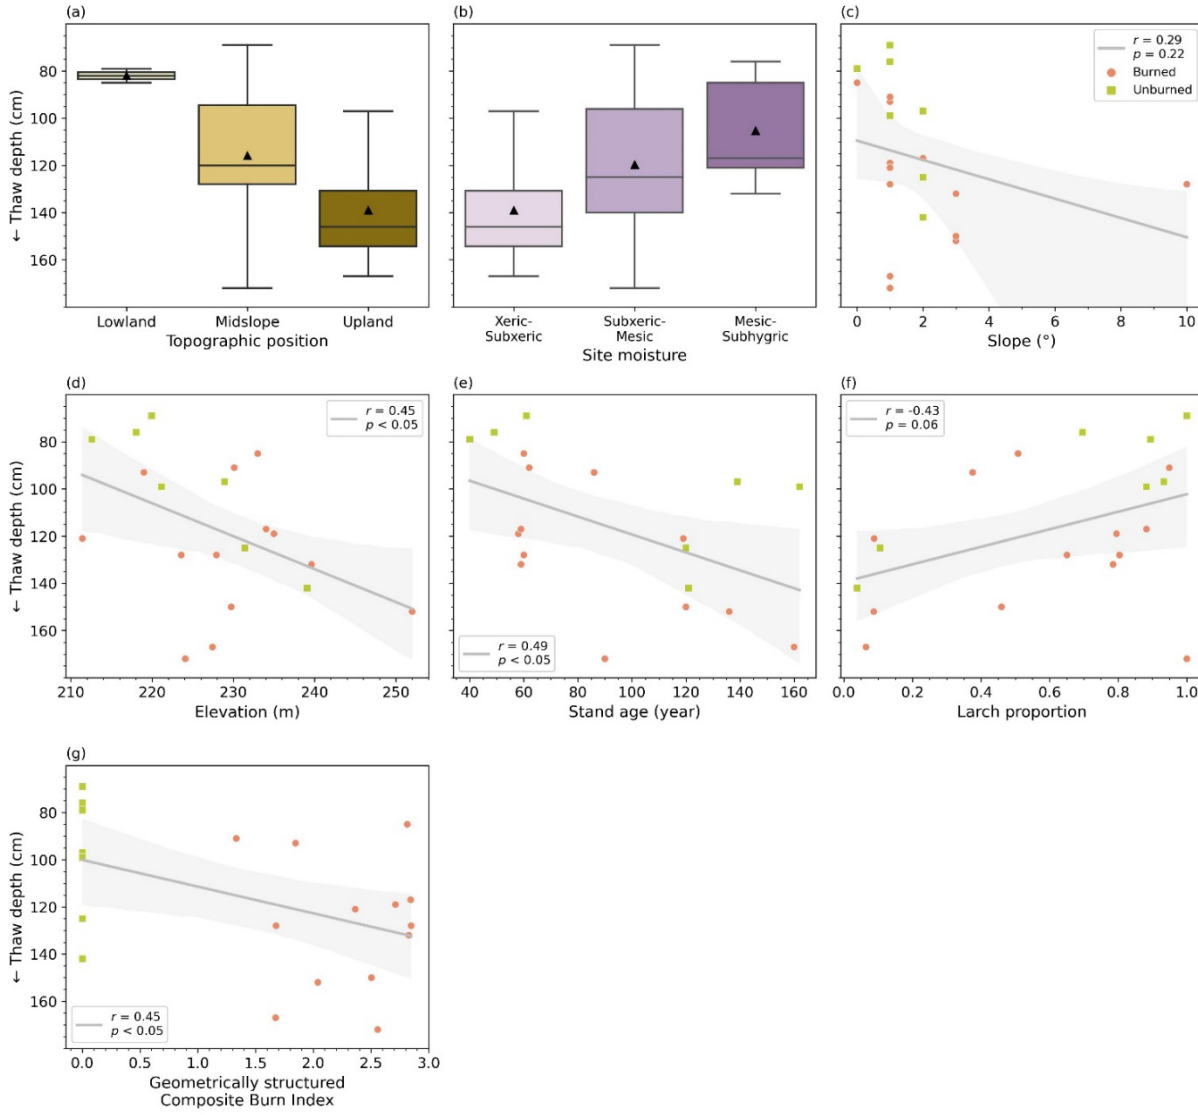 (a)
← Thaw depth (cm)
80
100
120
140
160
Lowland
Midslope
Upland
Topographic position
(b)
Xeric-
Subxeric
Subxeric-
Mesic
Mesic-
Subhygric
Site moisture
(c)
r = 0.29
p = 0.22
Burned
Unburned
0
2
4
6
8
10
Slope (°)
(d)
← Thaw depth (cm)
80
100
120
140
160
r = 0.45
p < 0.05
210
220
230
240
250
Elevation (m)
(e)
r = 0.49
p < 0.05
40
60
80
100
120
140
160
Stand age (year)
(f)
r = -0.43
p = 0.06
0.0
0.2
0.4
0.6
0.8
1.0
Larch proportion
(g)
← Thaw depth (cm)
80
100
120
140
160
r = 0.45
p < 0.05
0.0
0.5
1.0
1.5
2.0
2.5
3.0
Geometrically structured
Composite Burn Index